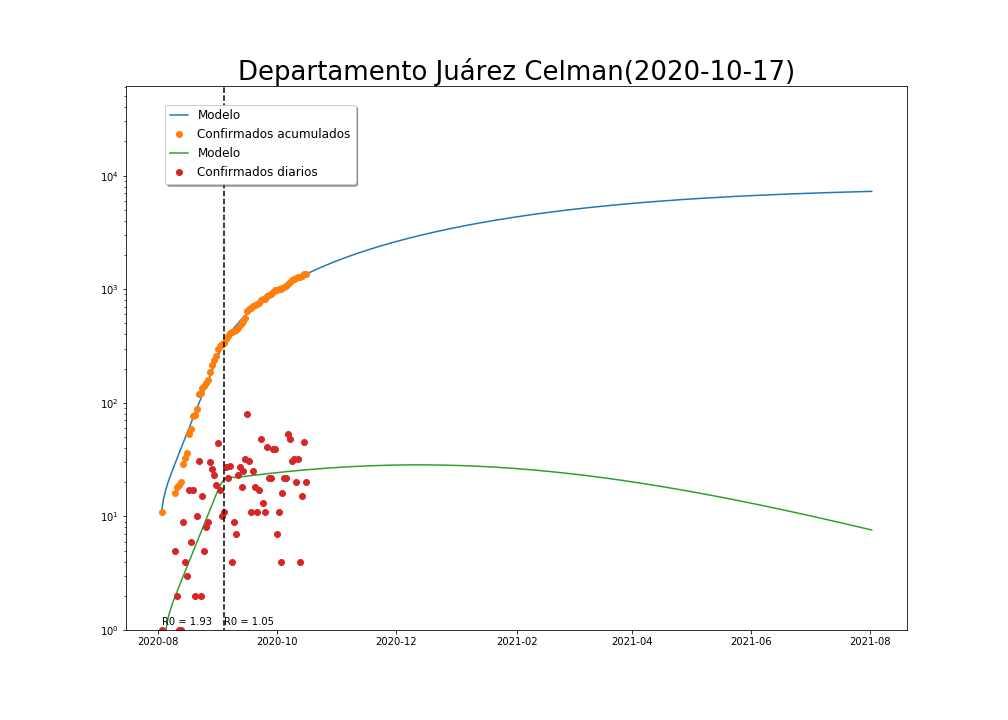 Departamento Juárez Celman(2020-10-17)
Modelo
Confirmados acumulados
Modelo
Confirmados diarios
10⁴
10³
10²
10¹
10⁰
R0 = 1.93
R0 = 1.05
2020-08
2020-10
2020-12
2021-02
2021-04
2021-06
2021-08